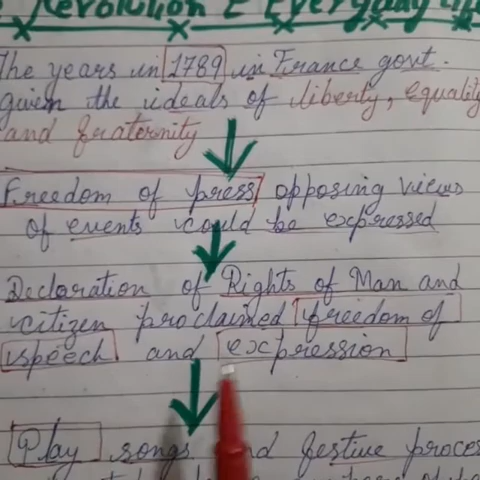 Revolution & Everyday Life
The years in 1789 in France govt.
given the ideals of liberty, equality
and fraternity
Freedom of press opposing views
of events could be expressed
Declaration of Rights of Man and
citizen proclaimed freedom of
speech and expression
Play songs and festive proces